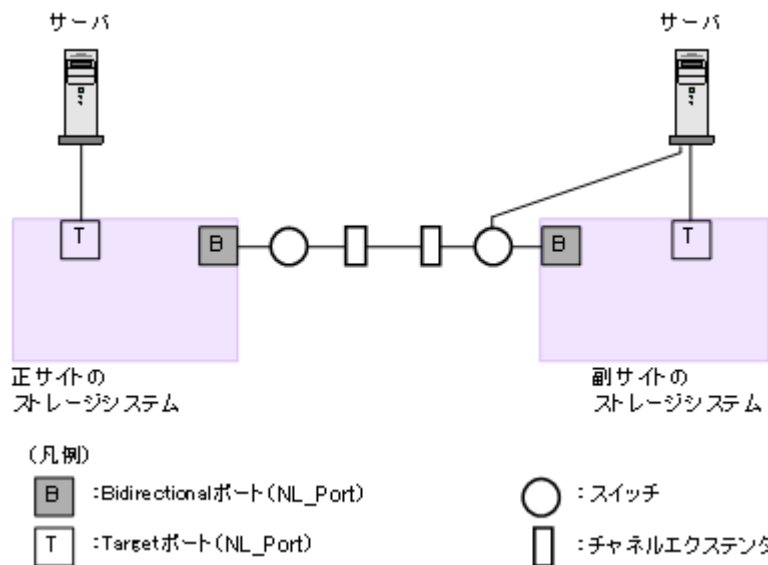 サーバ
サーバ
T
B
B
T
正サイトの
ストレージシステム
副サイトの
ストレージシステム
(凡例)
B
:Bidirectionalポート(NL_Port)
:スイッチ
T
:Targetポート(NL_Port)
:チャネルエクステンダ